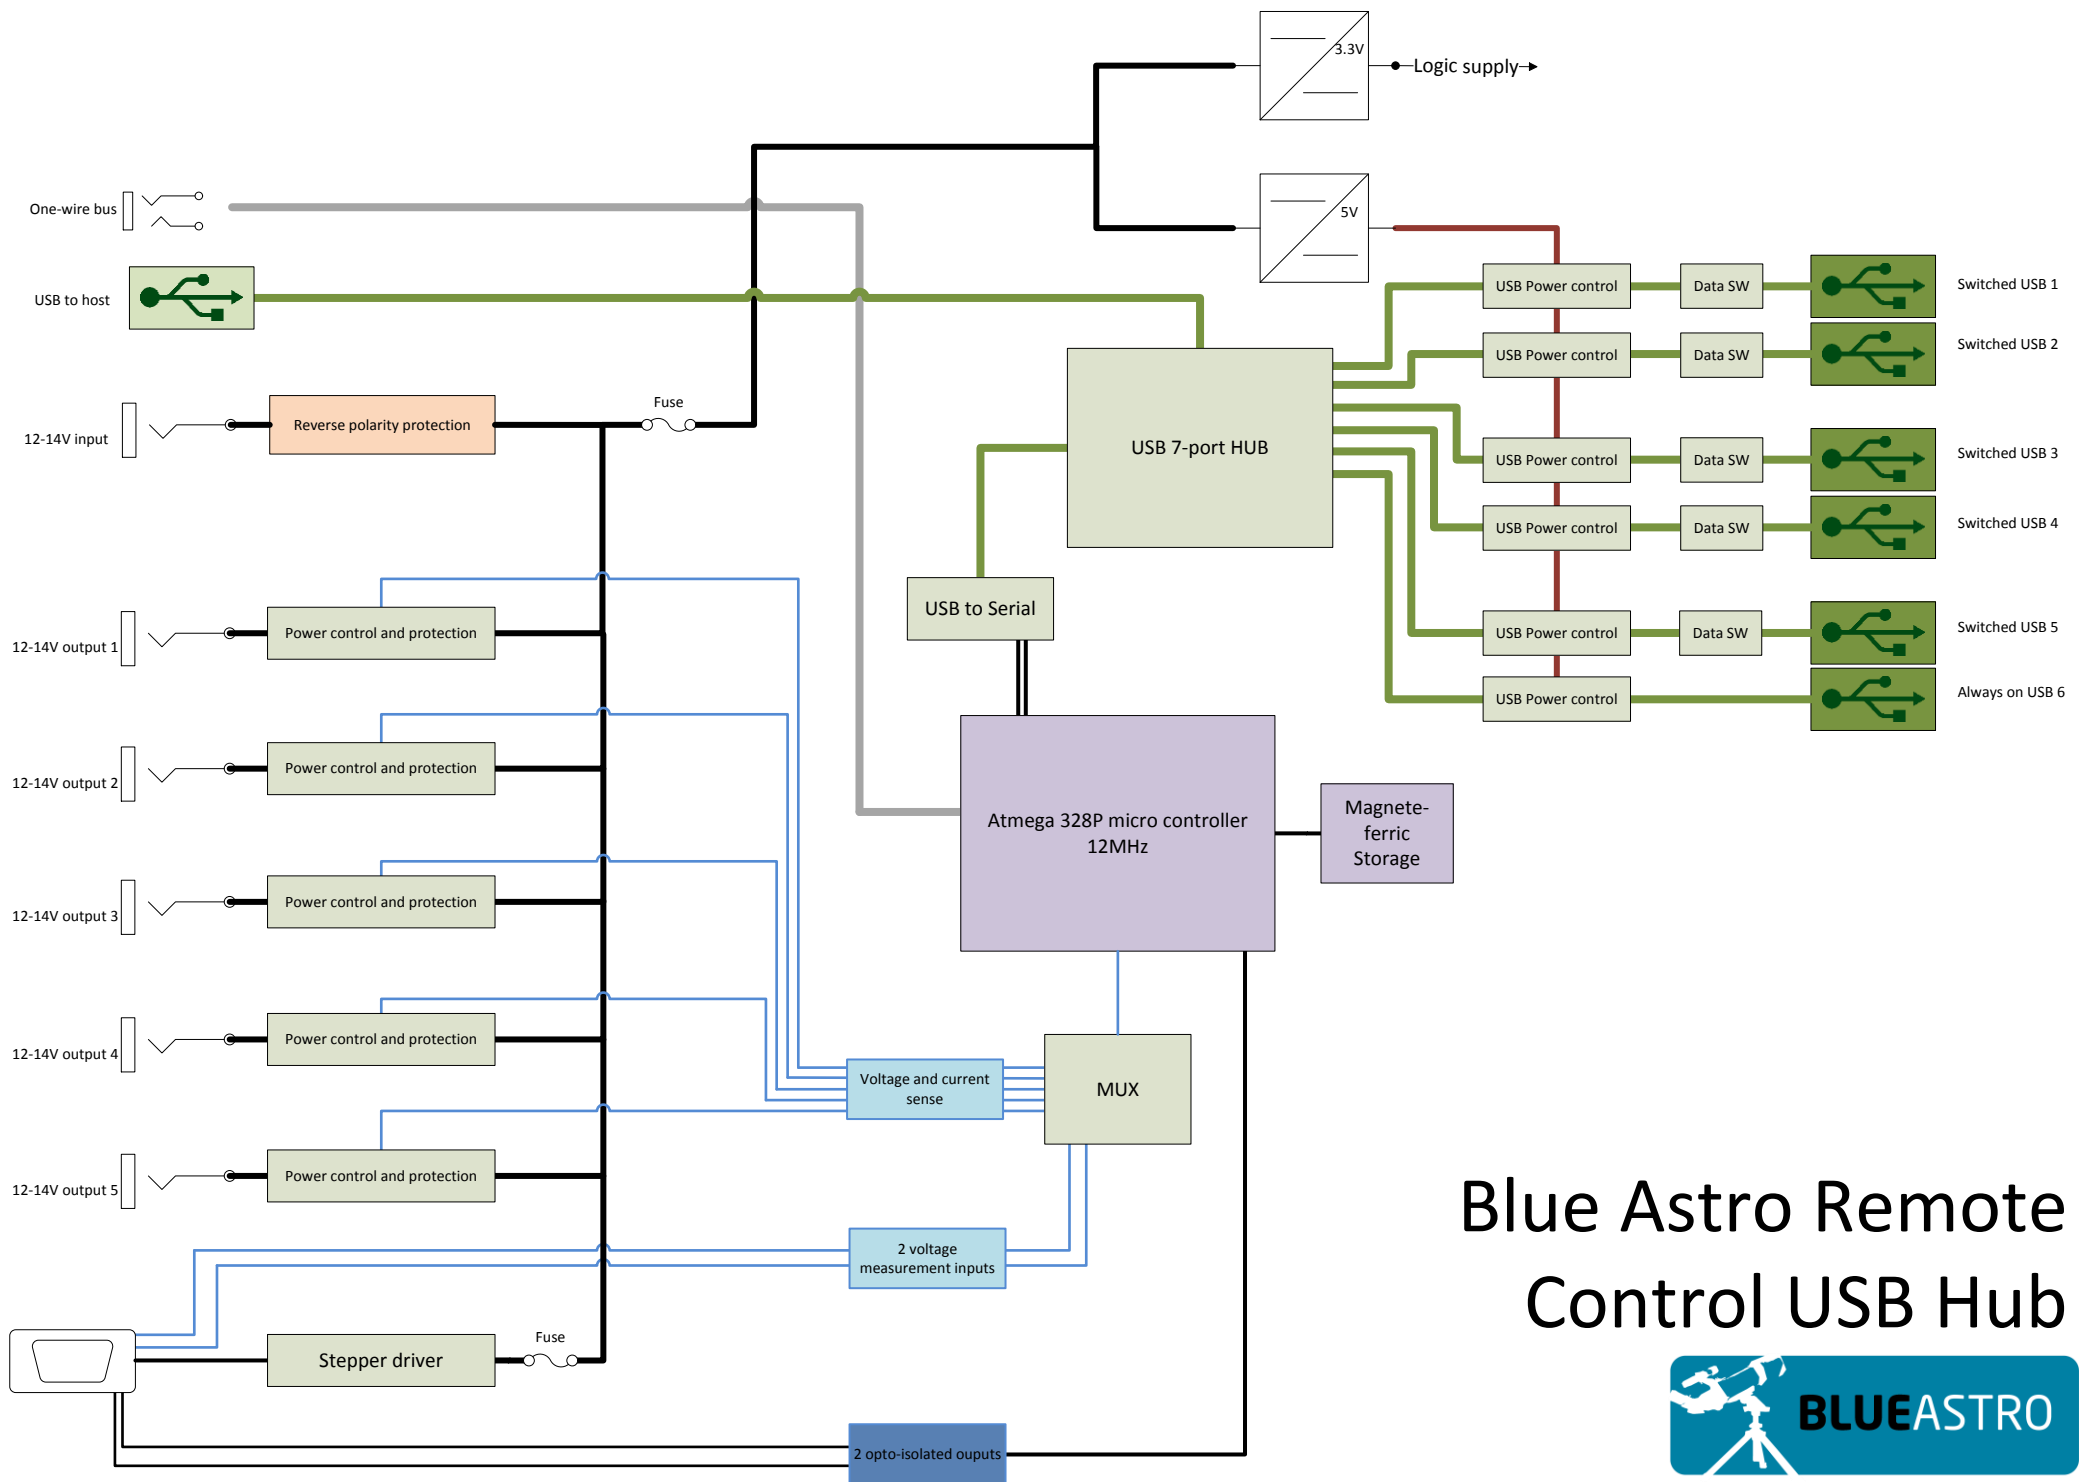 3.3V
Logic supply
One-wire bus
5V
USB to host
USB Power control
Data SW
Switched USB 1
USB Power control
Data SW
Switched USB 2
12-14V input
Reverse polarity protection
Fuse
USB 7-port HUB
USB Power control
Data SW
Switched USB 3
USB Power control
Data SW
Switched USB 4
USB to Serial
12-14V output 1
Power control and protection
USB Power control
Data SW
Switched USB 5
USB Power control
Always on USB 6
12-14V output 2
Power control and protection
Atmega 328P micro controller
12MHz
Magnete-
ferric
Storage
12-14V output 3
Power control and protection
12-14V output 4
Power control and protection
Voltage and current
sense
MUX
12-14V output 5
Power control and protection
2 voltage
measurement inputs
Stepper driver
Fuse
2 opto-isolated ouputs
Blue Astro Remote
Control USB Hub
BLUEASTRO